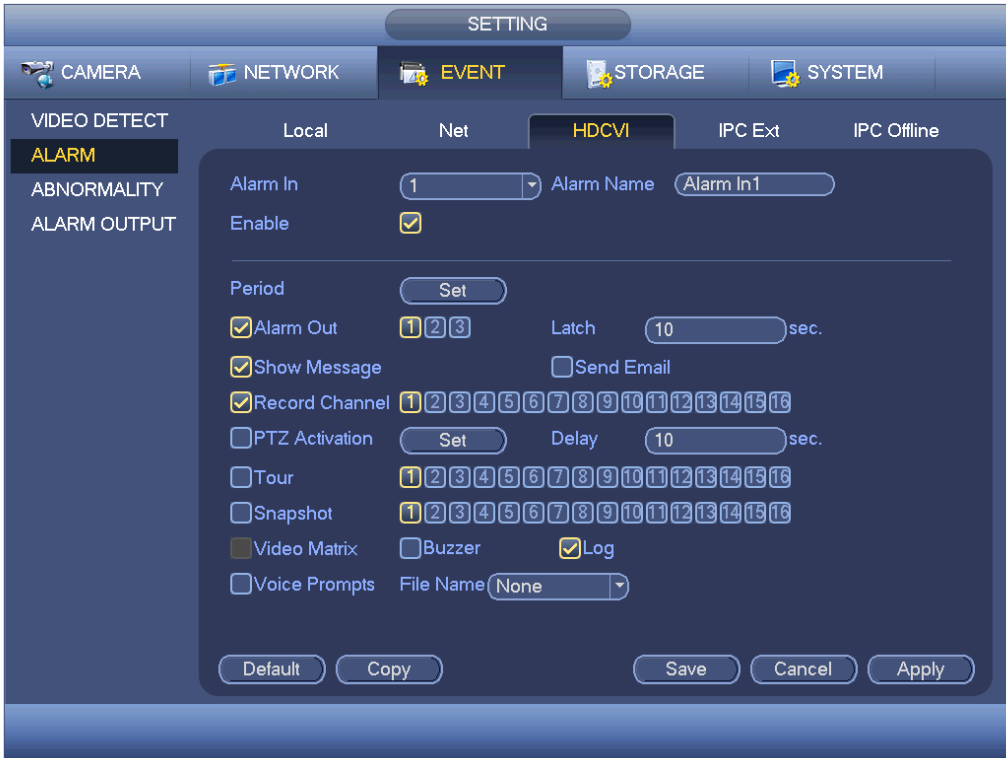 SETTING
CAMERA NETWORK EVENT STORAGE SYSTEM
VIDEO DETECT
ALARM
ABNORMALITY
ALARM OUTPUT
Local Net HDCVI IPC Ext IPC Offline
Alarm In 1 Alarm Name Alarm In1
Enable
Period Set
Alarm Out 1 2 3 Latch 10 sec.
Show Message Send Email
Record Channel 1 2 3 4 5 6 7 8 9 10 11 12 13 14 15 16
PTZ Activation Set Delay 10 sec.
Tour 1 2 3 4 5 6 7 8 9 10 11 12 13 14 15 16
Snapshot 1 2 3 4 5 6 7 8 9 10 11 12 13 14 15 16
Video Matrix Buzzer Log
Voice Prompts File Name None
Default Copy Save Cancel Apply